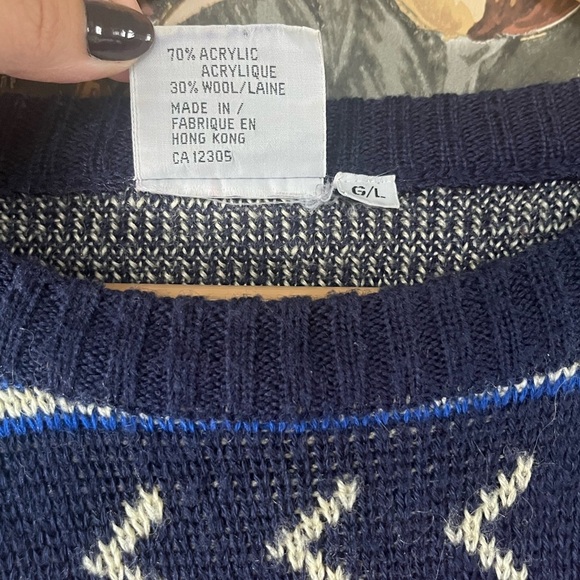 70% ACRYLIC
ACRYLIQUE
30% WOOL/LAINE
MADE IN /
FABRIQUE EN
HONG KONG
CA 12305
G/L